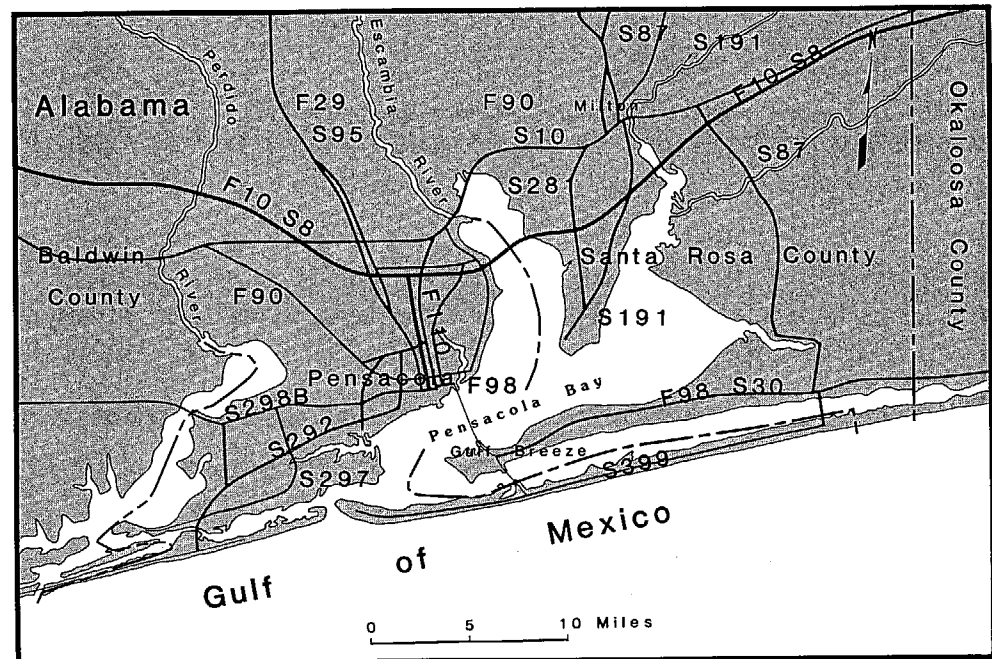 S87
S191
Perdido
Escambia
Alabama
F29
F90
Milton
F10 S8
N
S95
S10
S87
Okaloosa County
River
S28
F10 S8
Baldwin
County
River
F90
Santa Rosa County
F110
S191
Pensacola
F98
Pensacola Bay
F98 S30
S298B
S292
Gulf Breeze
S297
S399
Gulf of Mexico
0 5 10 Miles